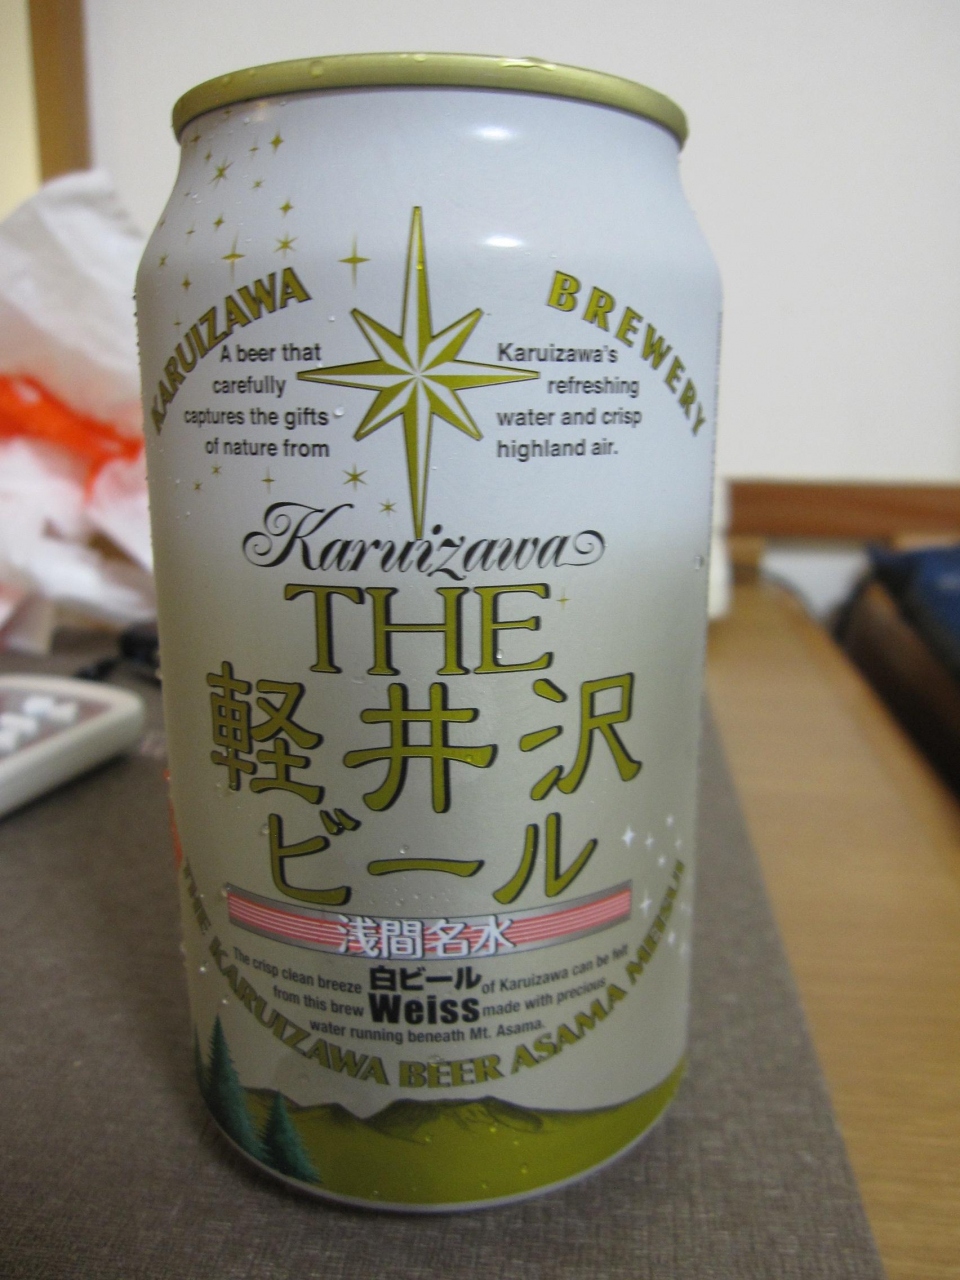 KARUIZAWA BREWERY
A beer that
carefully
captures the gifts
of nature from
Karuizawa's
refreshing
water and crisp
highland air.
Karuizawa
THE
軽井沢
ビール
浅間名水
白ビール
Weiss
The crisp clean breeze of Karuizawa can be felt
from this brew made with precious
water running beneath Mt. Asama.
THE KARUIZAWA BEER ASAMA MEISUI